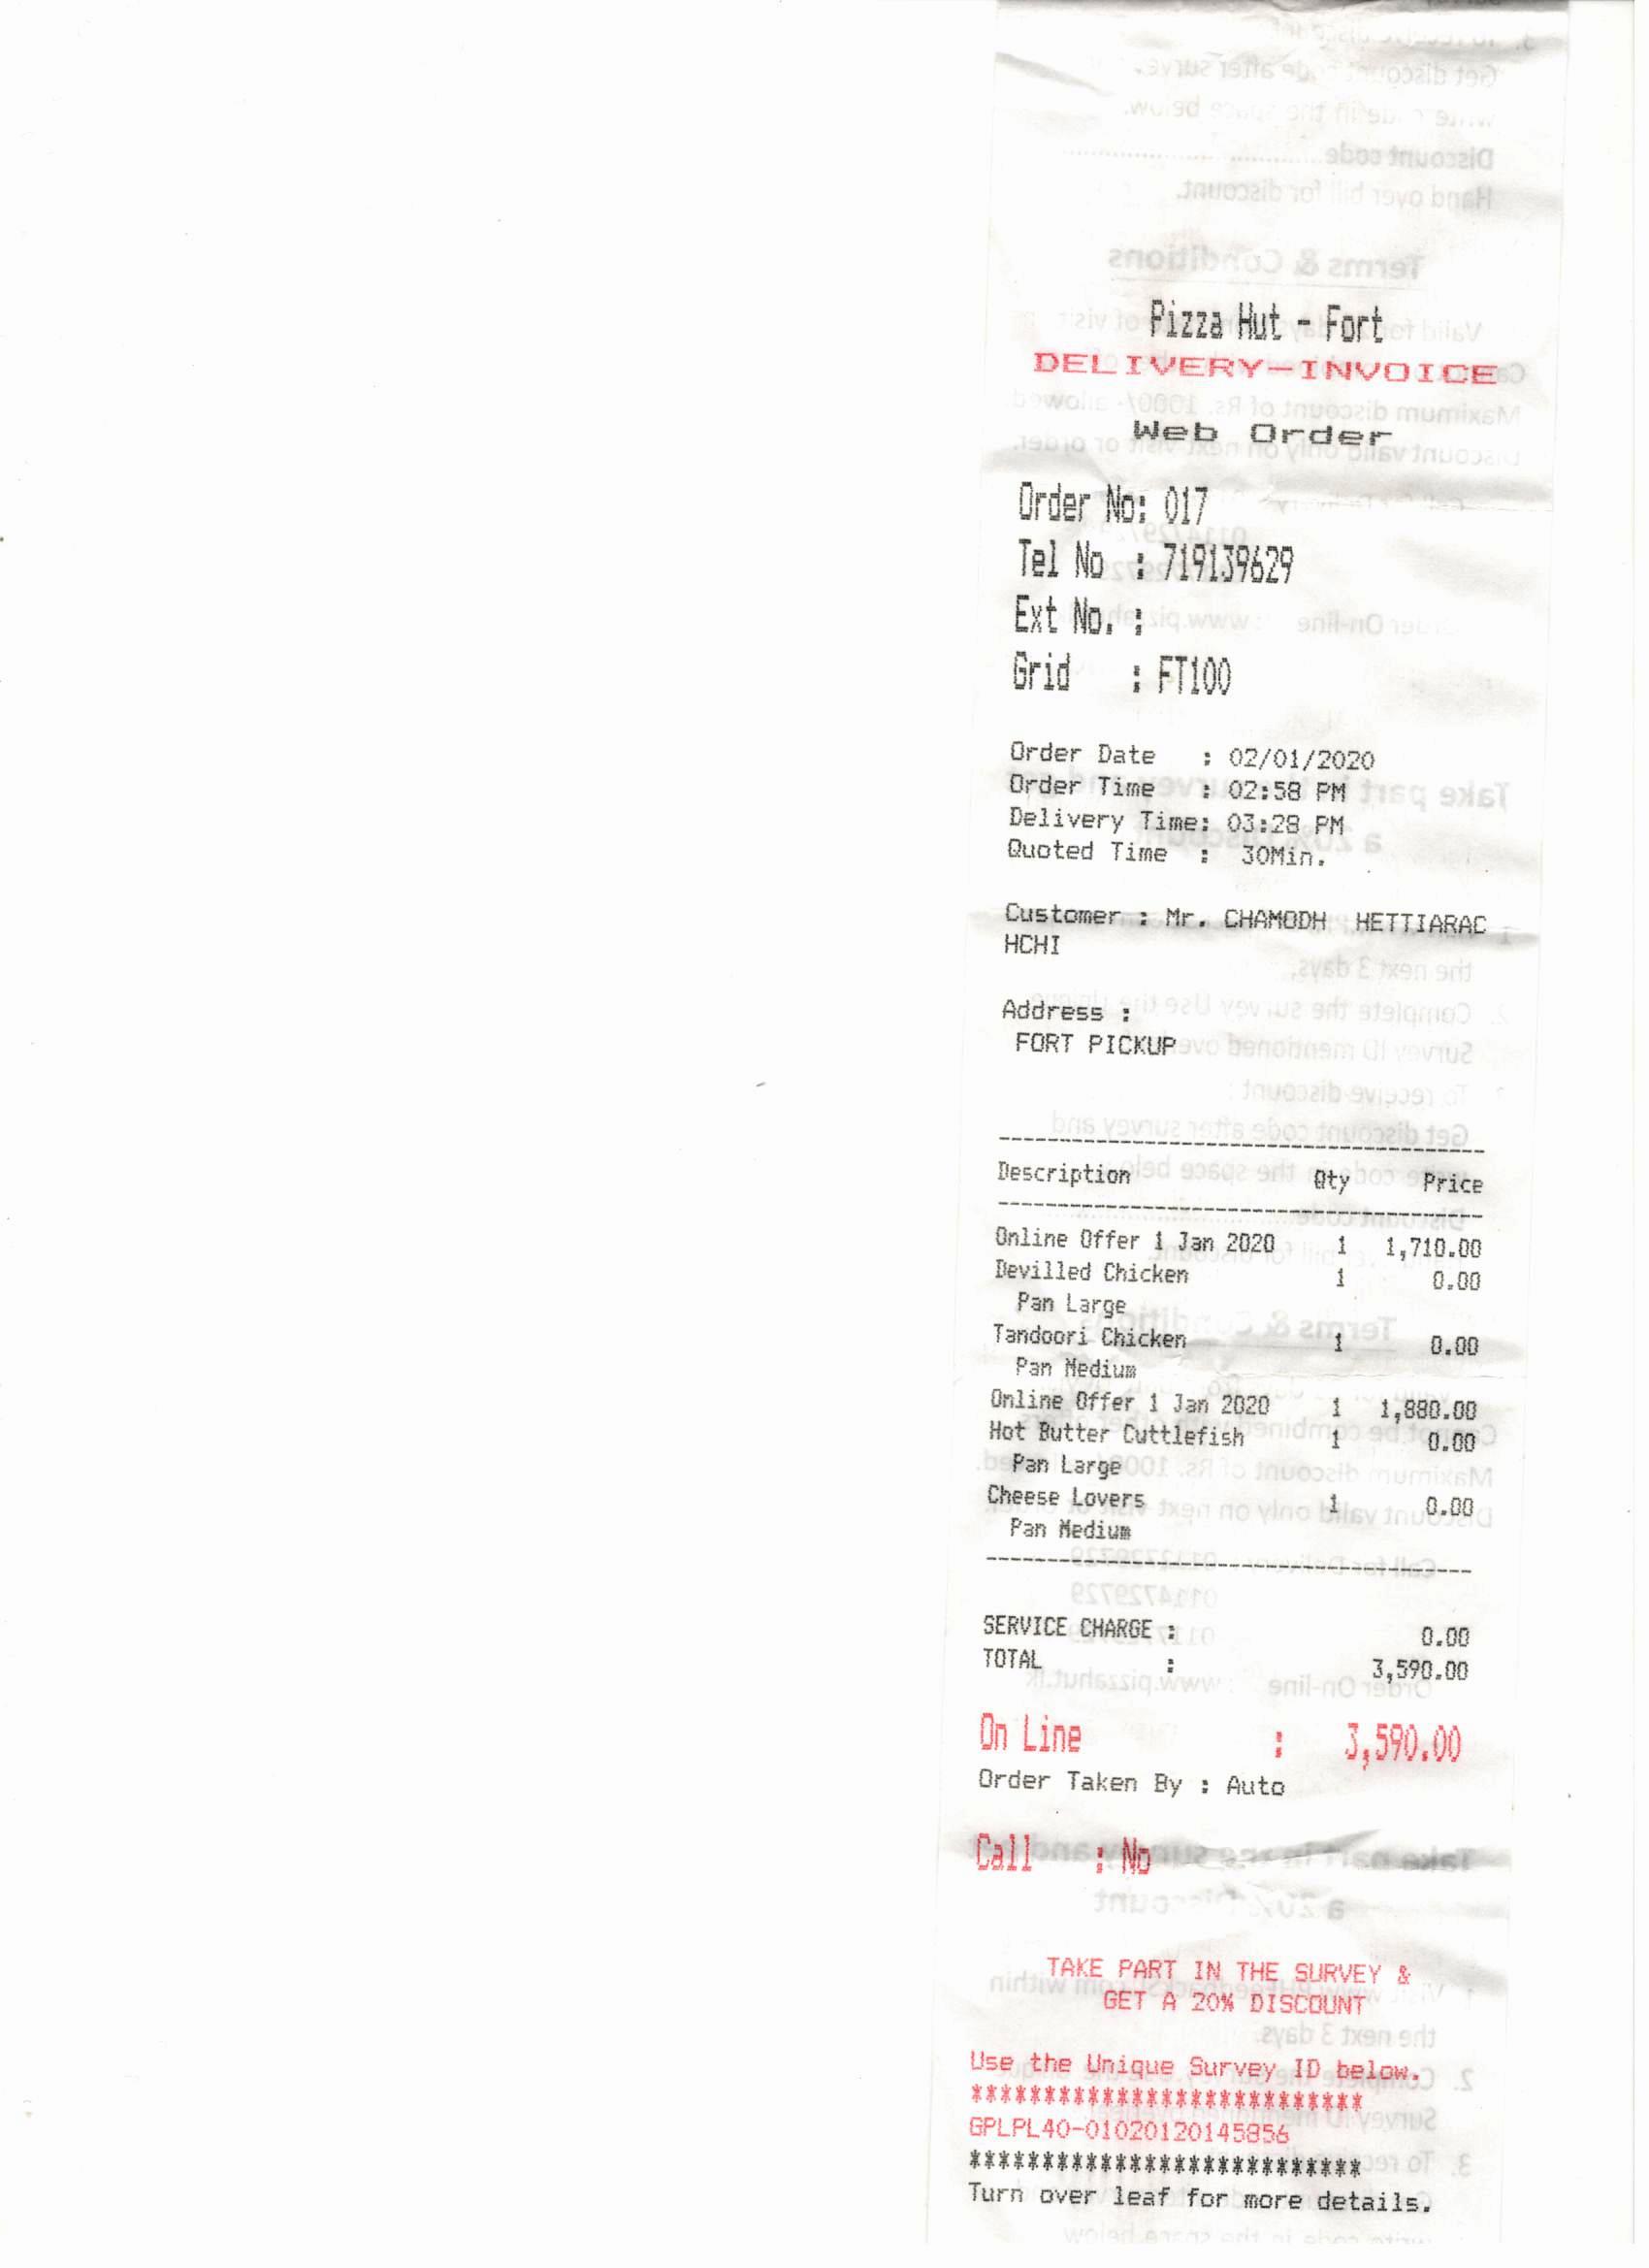 Pizza Hut - Fort
DELIVERY-INVOICE
Web Order
Order No: 017
Tel No : 719139629
Ext No. :
Grid : FT100
Order Date : 02/01/2020
Order Time : 02:58 PM
Delivery Time: 03:28 PM
Quoted Time : 30Min.
Customer : Mr. CHAMODH HETTIARAC
HCHI
Address :
FORT PICKUP
Description Qty Price
Online Offer 1 Jan 2020 1 1,710.00
Devilled Chicken 1 0.00
Pan Large
Tandoori Chicken 1 0.00
Pan Medium
Online Offer 1 Jan 2020 1 1,880.00
Hot Butter Cuttlefish 1 0.00
Pan Large
Cheese Lovers 1 0.00
Pan Medium
SERVICE CHARGE : 0.00
TOTAL : 3,590.00
On Line : 3,590.00
Order Taken By : Auto
Call : No
TAKE PART IN THE SURVEY &
GET A 20% DISCOUNT
Use the Unique Survey ID below.
***************************
GPLPL40-01020120145856
***************************
Turn over leaf for more details.